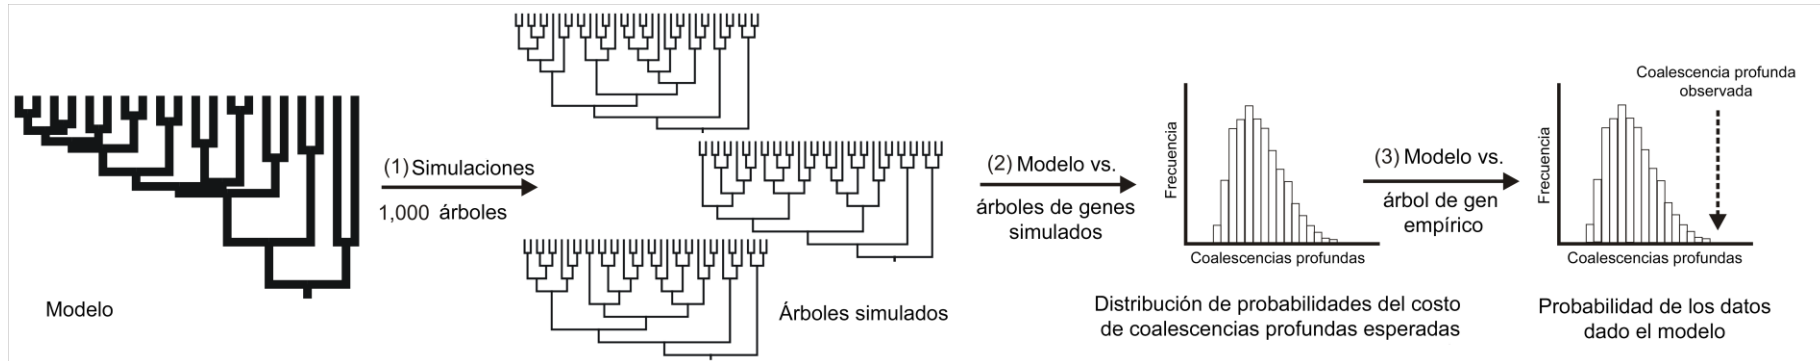 Modelo
(1) Simulaciones
1,000 árboles
Árboles simulados
(2) Modelo vs.
árboles de genes
simulados
Frecuencia
Coalescencias profundas
Distribución de probabilidades del costo
de coalescencias profundas esperadas
(3) Modelo vs.
árbol de gen
empírico
Coalescencia profunda
observada
Frecuencia
Coalescencias profundas
Probabilidad de los datos
dado el modelo